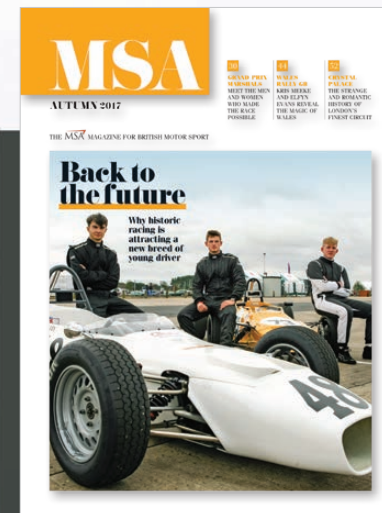 MSA
AUTUMN 2017
30
GRAND PRIX
MARSHALS
MEET THE MEN
AND WOMEN
WHO MADE
THE RACE
POSSIBLE
44
WALES
RALLY GB
KRIS MEEKE
AND ELFYN
EVANS REVEAL
THE MAGIC OF
WALES
52
CRYSTAL
PALACE
THE STRANGE
AND ROMANTIC
HISTORY OF
LONDON'S
FINEST CIRCUIT
THE MSA MAGAZINE FOR BRITISH MOTOR SPORT
Back to
the future
Why historic
racing is
attracting a
new breed of
young driver
48